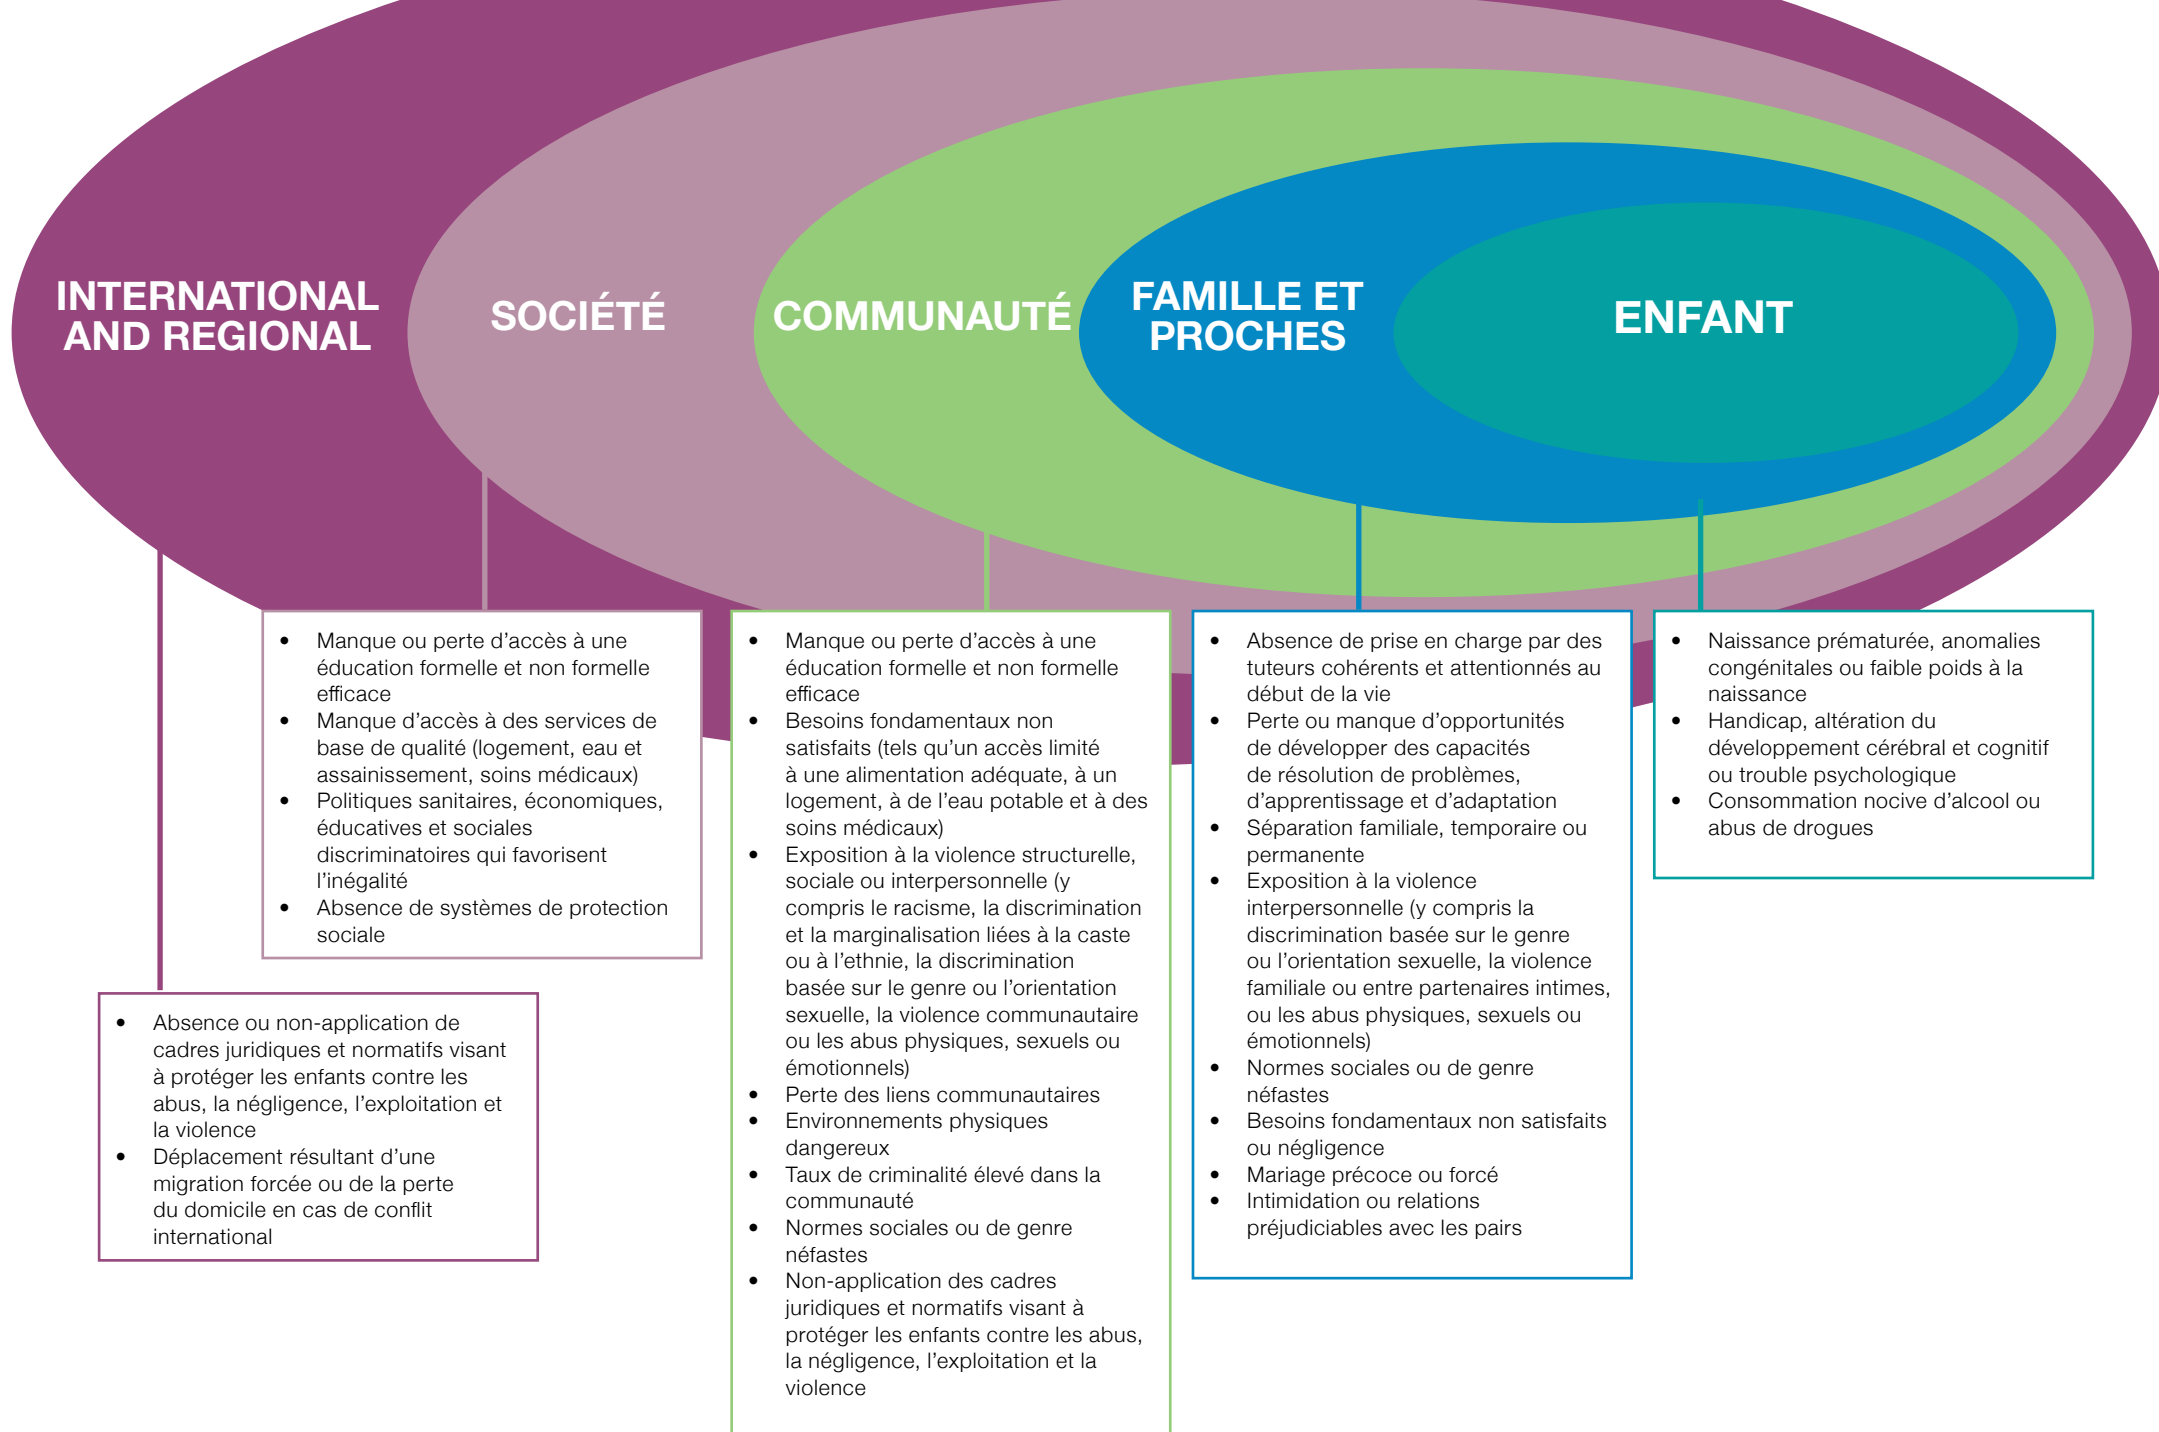 INTERNATIONAL
AND REGIONAL
SOCIÉTÉ
COMMUNAUTÉ
FAMILLE ET
PROCHES
ENFANT
• Manque ou perte d’accès à une
éducation formelle et non formelle
efficace
• Manque d’accès à des services de
base de qualité (logement, eau et
assainissement, soins médicaux)
• Politiques sanitaires, économiques,
éducatives et sociales
discriminatoires qui favorisent
l’inégalité
• Absence de systèmes de protection
sociale
• Absence ou non-application de
cadres juridiques et normatifs visant
à protéger les enfants contre les
abus, la négligence, l’exploitation et
la violence
• Déplacement résultant d’une
migration forcée ou de la perte
du domicile en cas de conflit
international
• Manque ou perte d’accès à une
éducation formelle et non formelle
efficace
• Besoins fondamentaux non
satisfaits (tels qu’un accès limité
à une alimentation adéquate, à un
logement, à de l’eau potable et à des
soins médicaux)
• Exposition à la violence structurelle,
sociale ou interpersonnelle (y
compris le racisme, la discrimination
et la marginalisation liées à la caste
ou à l’ethnie, la discrimination
basée sur le genre ou l’orientation
sexuelle, la violence communautaire
ou les abus physiques, sexuels ou
émotionnels)
• Perte des liens communautaires
• Environnements physiques
dangereux
• Taux de criminalité élevé dans la
communauté
• Normes sociales ou de genre
néfastes
• Non-application des cadres
juridiques et normatifs visant à
protéger les enfants contre les abus,
la négligence, l’exploitation et la
violence
• Absence de prise en charge par des
tuteurs cohérents et attentionnés au
début de la vie
• Perte ou manque d’opportunités
de développer des capacités
de résolution de problèmes,
d’apprentissage et d’adaptation
• Séparation familiale, temporaire ou
permanente
• Exposition à la violence
interpersonnelle (y compris la
discrimination basée sur le genre
ou l’orientation sexuelle, la violence
familiale ou entre partenaires intimes,
ou les abus physiques, sexuels ou
émotionnels)
• Normes sociales ou de genre
néfastes
• Besoins fondamentaux non satisfaits
ou négligence
• Mariage précoce ou forcé
• Intimidation ou relations
préjudiciables avec les pairs
• Naissance prématurée, anomalies
congénitales ou faible poids à la
naissance
• Handicap, altération du
développement cérébral et cognitif
ou trouble psychologique
• Consommation nocive d’alcool ou
abus de drogues